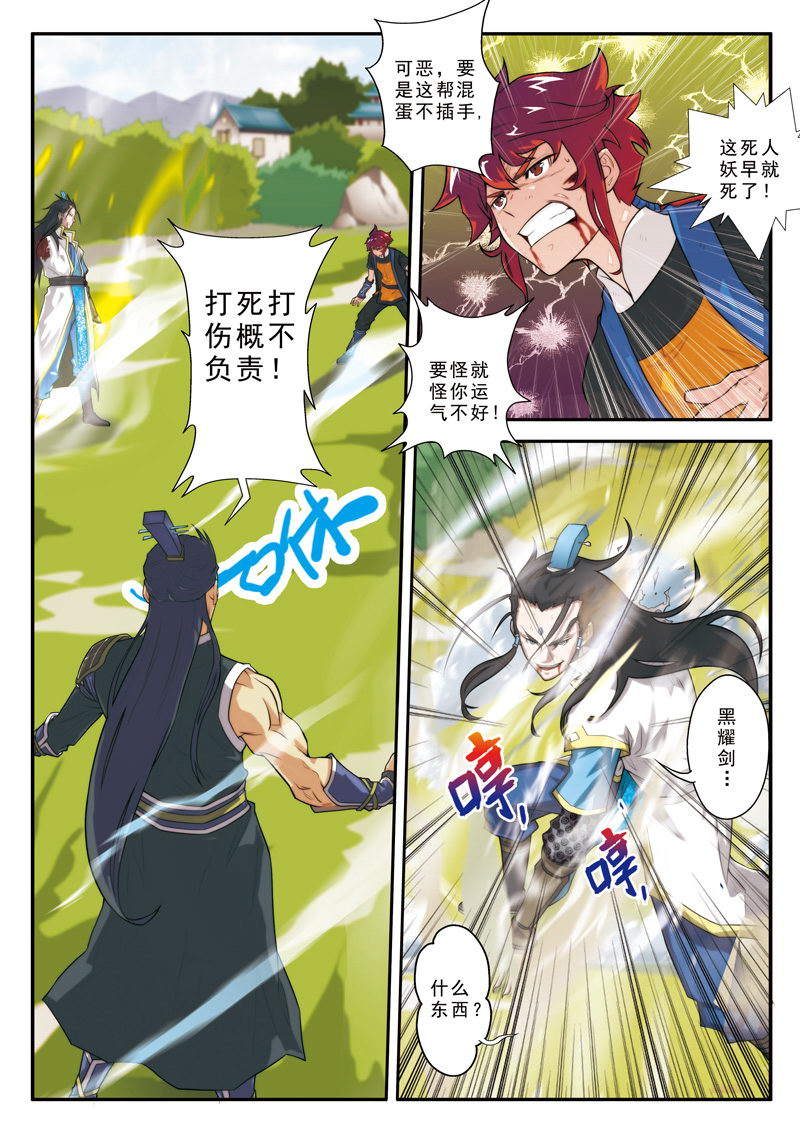 打死打
伤概不
负责！
要怪就
怪你运
气不好!
咻
可恶，要
是这帮混
蛋不插手,
这死人
妖早就
死了！
黑耀剑…
哼,
哼,
什么
东西？